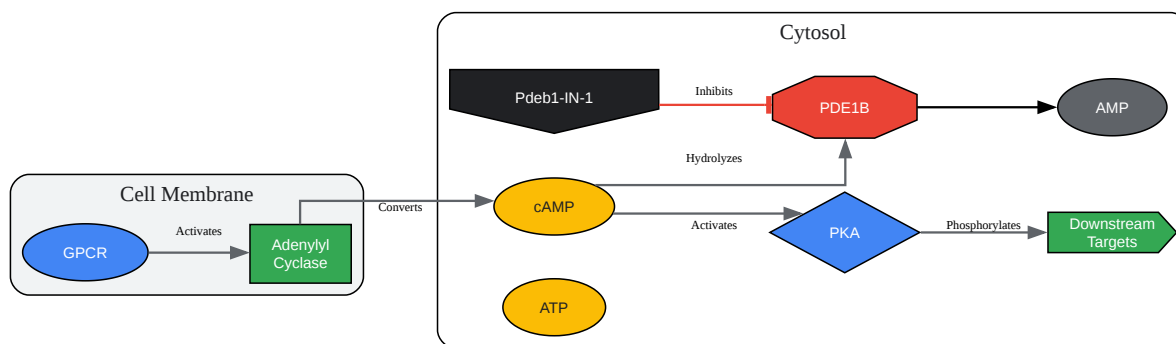 Cytosol
Pdeb1-IN-1
Inhibits
PDE1B
AMP
Hydrolyzes
Cell Membrane
Converts
cAMP
Activates
GPCR
Activates
Adenylyl
Cyclase
PKA
Phosphorylates
Downstream
Targets
ATP